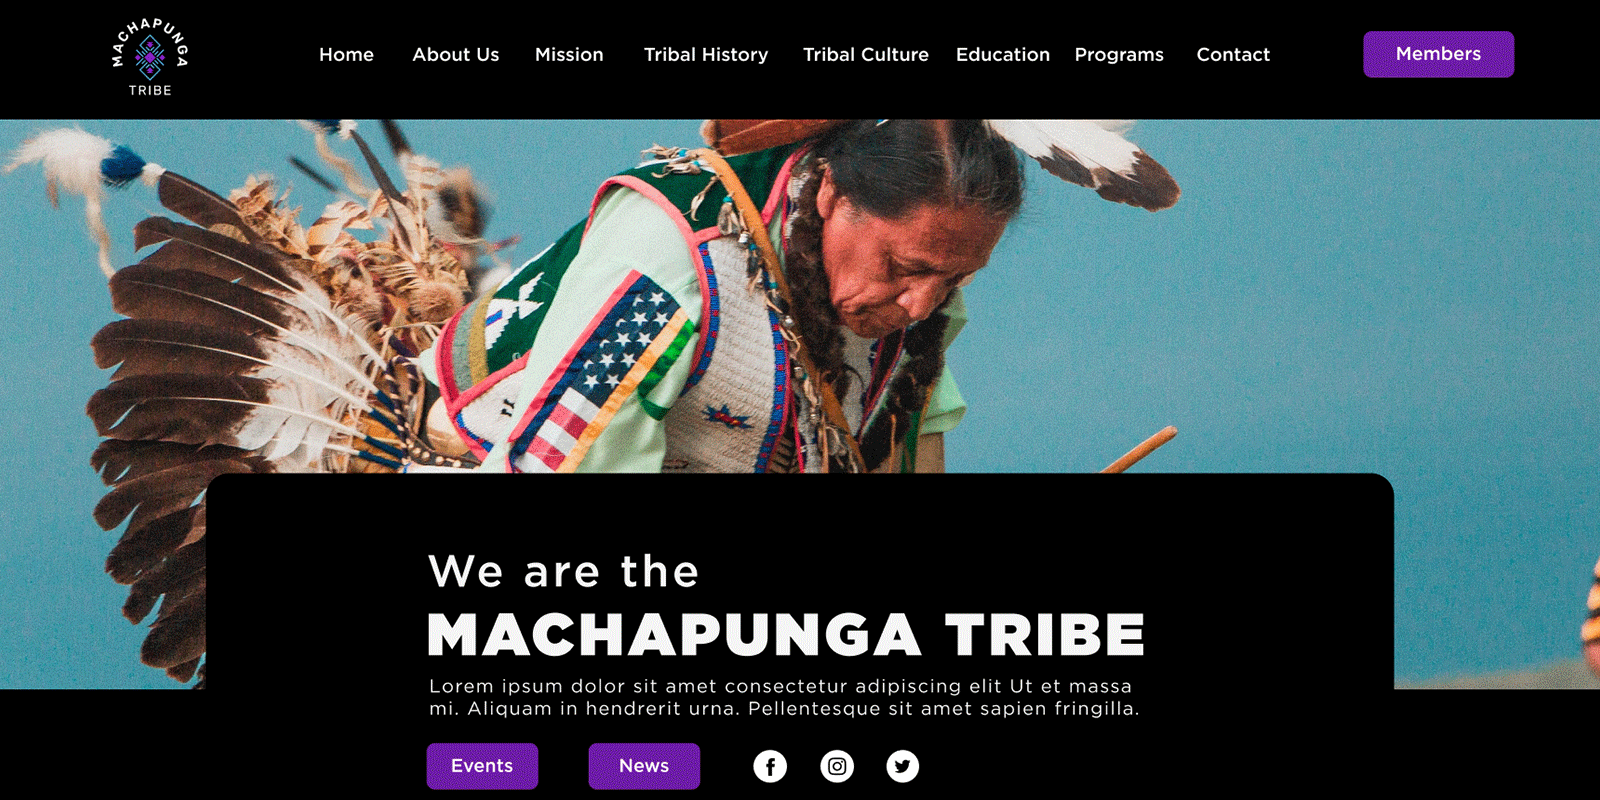 MACHAPUNGA
TRIBE
Home About Us Mission Tribal History Tribal Culture Education Programs Contact Members
We are the
MACHAPUNGA TRIBE
Lorem ipsum dolor sit amet consectetur adipiscing elit Ut et massa
mi. Aliquam in hendrerit urna. Pellentesque sit amet sapien fringilla.
Events News